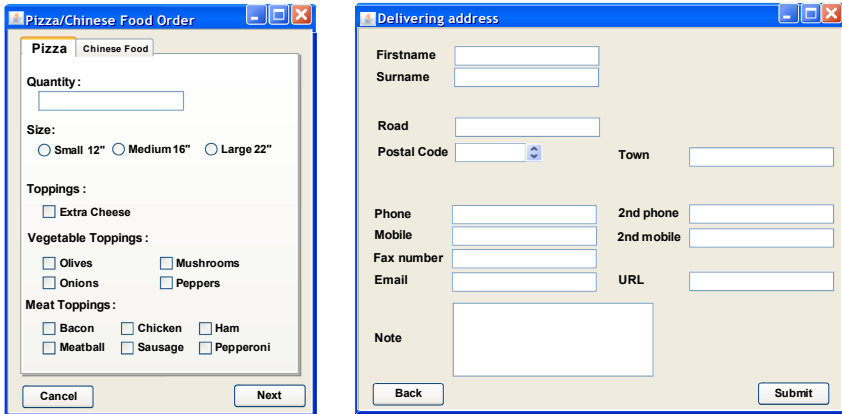 Pizza/Chinese Food Order
Pizza Chinese Food
Quantity :
Size:
Small 12" Medium 16" Large 22"
Toppings :
Extra Cheese
Vegetable Toppings :
Olives Mushrooms
Onions Peppers
Meat Toppings :
Bacon Chicken Ham
Meatball Sausage Pepperoni
Cancel Next
Delivering address
Firstname
Surname
Road
Postal Code Town
Phone 2nd phone
Mobile 2nd mobile
Fax number
Email URL
Note
Back Submit